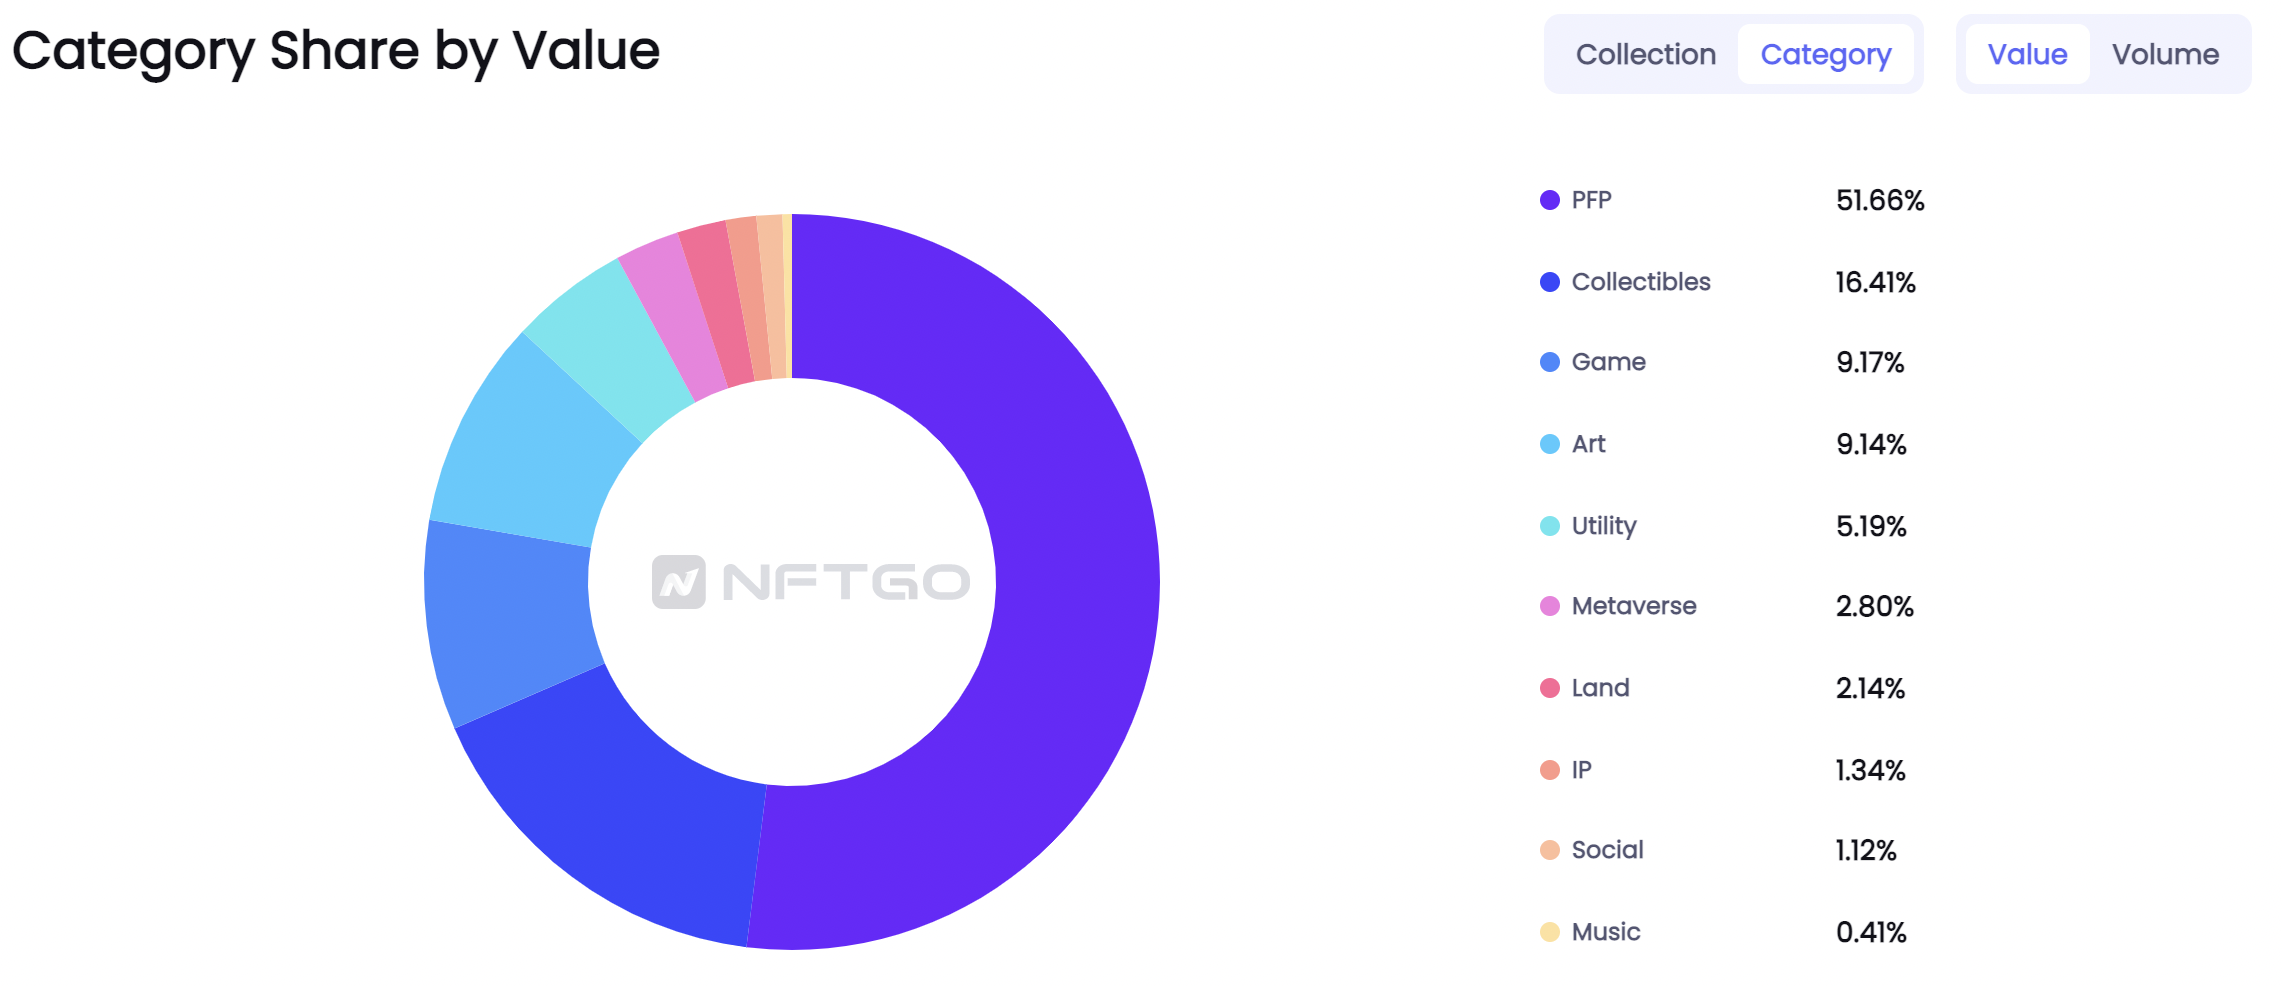 Category Share by Value
Collection Category Value Volume
PFP 51.66%
Collectibles 16.41%
Game 9.17%
Art 9.14%
Utility 5.19%
Metaverse 2.80%
Land 2.14%
IP 1.34%
Social 1.12%
Music 0.41%
NFTGO